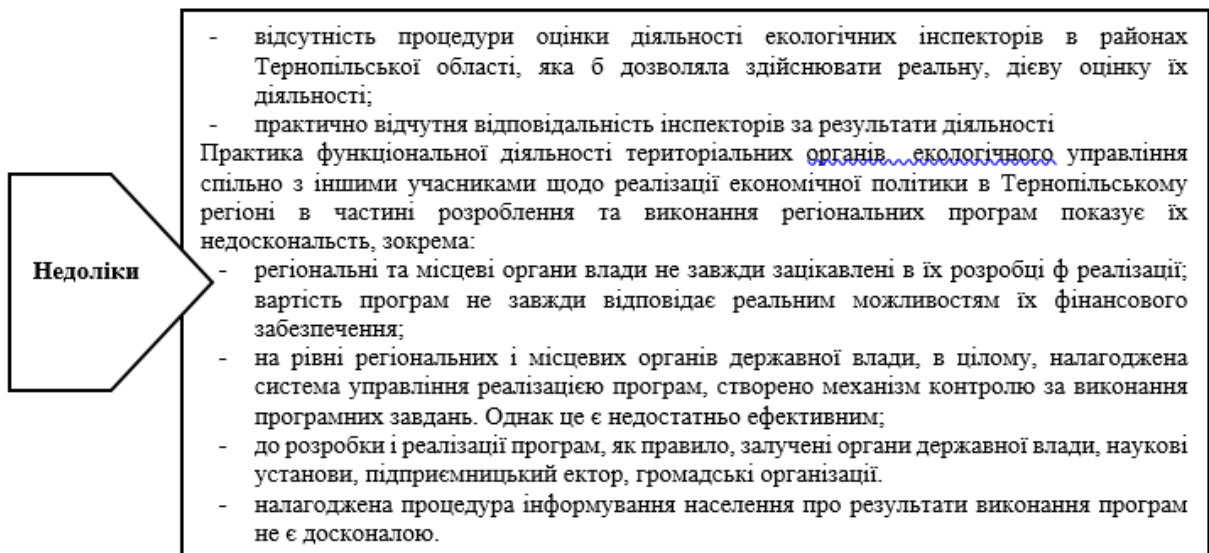 - відсутність процедури оцінки діяльності екологічних інспекторів в районах
Тернопільської області, яка б дозволяла здійснювати реальну, дієву оцінку їх
діяльності;
- практично відчутня відповідальність інспекторів за результати діяльності
Практика функціональної діяльності територіальних органів екологічного управління
спільно з іншими учасниками щодо реалізації економічної політики в Тернопільському
регіоні в частині розроблення та виконання регіональних програм показує їх
недоскональсть, зокрема:
Недоліки
- регіональні та місцеві органи влади не завжди зацікавлені в їх розробці ф реалізації;
вартість програм не завжди відповідає реальним можливостям їх фінансового
забезпечення;
- на рівні регіональних і місцевих органів державної влади, в цілому, налагоджена
система управління реалізацією програм, створено механізм контролю за виконання
програмних завдань. Однак це є недостатньо ефективним;
- до розробки і реалізації програм, як правило, залучені органи державної влади, наукові
установи, підприємницький ектор, громадські організації.
- налагоджена процедура інформування населення про результати виконання програм
не є досконалою.